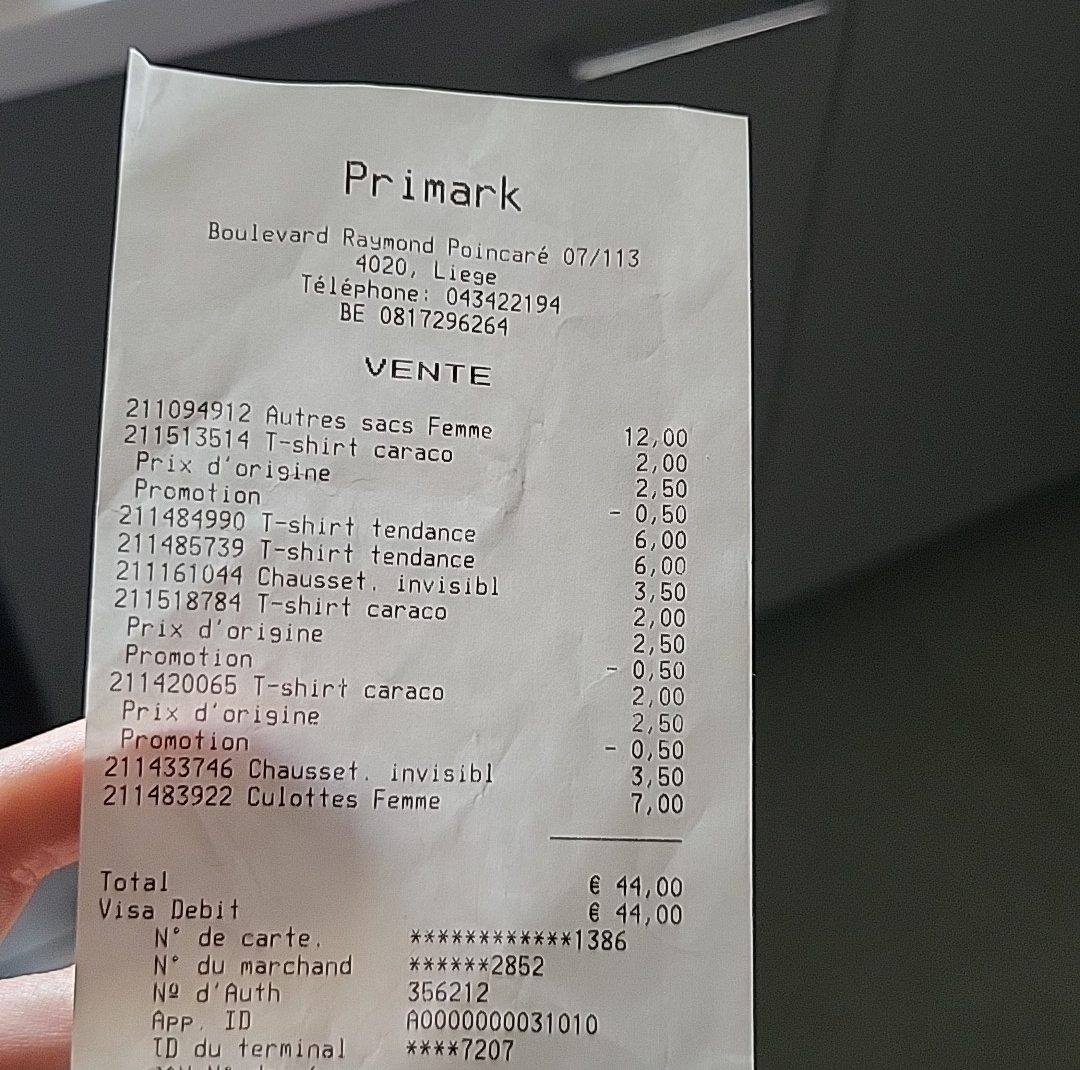 Primark
Boulevard Raymond Poincaré 07/113
4020, Liege
Téléphone: 043422194
BE 0817296264
VENTE
211094912 Autres sacs Femme 12,00
211513514 T-shirt caraco 2,00
Prix d'origine 2,50
Promotion - 0,50
211484990 T-shirt tendance 6,00
211485739 T-shirt tendance 6,00
211161044 Chausset. invisibl 3,50
211518784 T-shirt caraco 2,00
Prix d'origine 2,50
Promotion - 0,50
211420065 T-shirt caraco 2,00
Prix d'origine 2,50
Promotion - 0,50
211433746 Chausset. invisibl 3,50
211483922 Culottes Femme 7,00
Total € 44,00
Visa Debit € 44,00
N° de carte. ************1386
N° du marchand ******2852
Nº d'Auth 356212
App. ID A0000000031010
ID du terminal ****7207